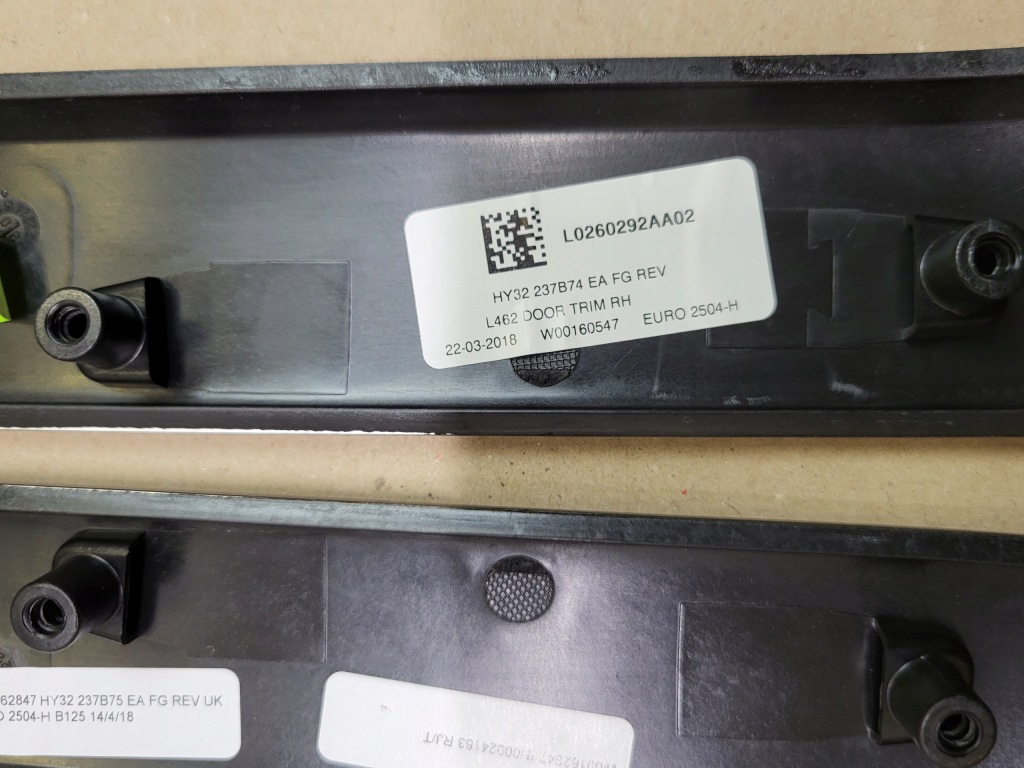 L0260292AA02
HY32 237B74 EA FG REV
L462 DOOR TRIM RH
22-03-2018 W00160547 EURO 2504-H
62847 HY32 237B75 EA FG REV UK
O 2504-H B125 14/4/18
RJ/T